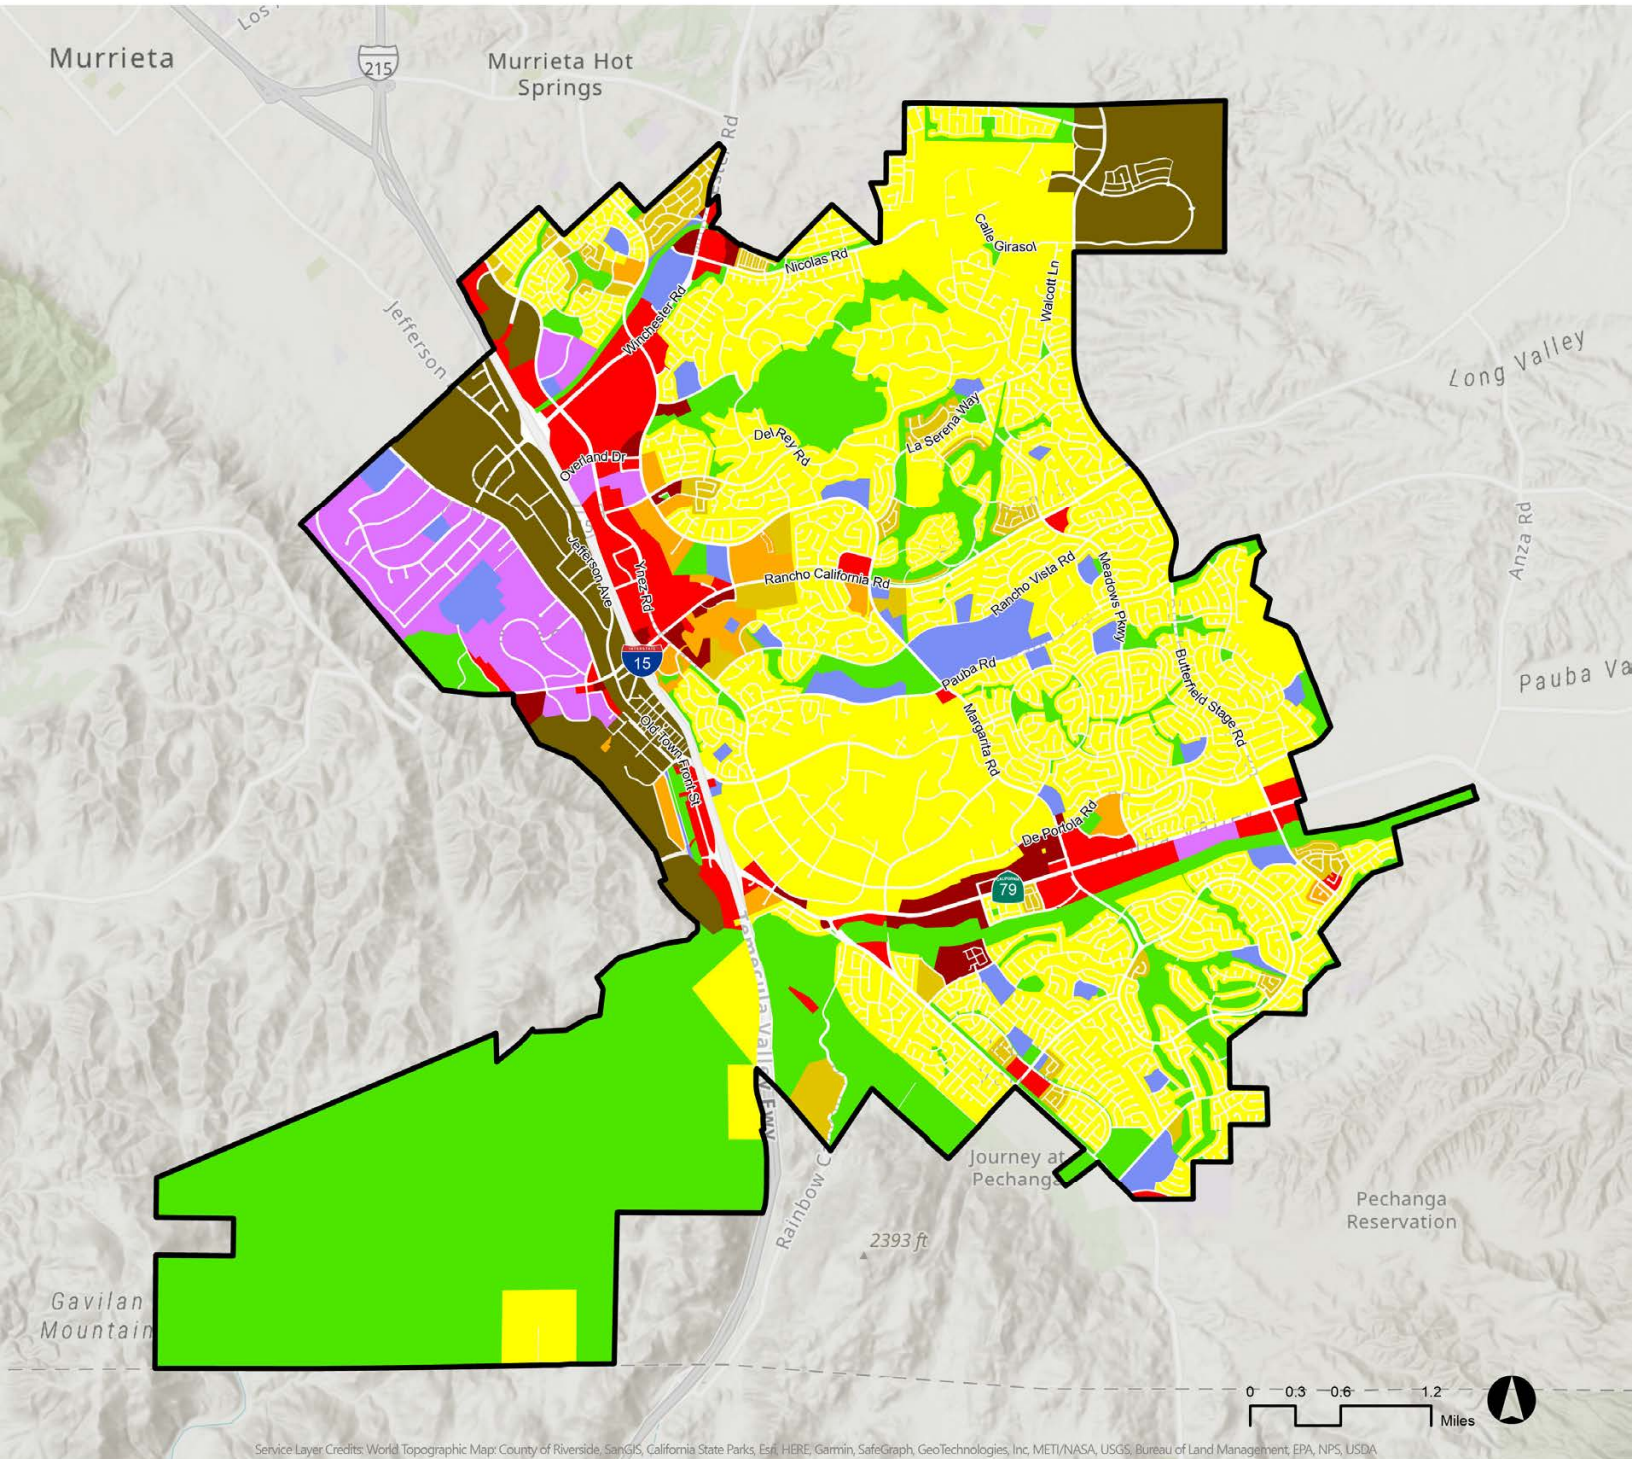 Los
Murrieta
215
Murrieta Hot
Springs
Calle
Girasol
Nicolas Rd
Walcott Ln
Winchester Rd
Jefferson
Long Valley
La Serena Way
Del Rey Rd
Overland Dr
Anza Rd
Jefferson Ave
Ynez Rd
Rancho California Rd
Rancho Vista Rd
Meadows Pkwy
INTERSTATE
15
Pauba Rd
Butterfield Stage Rd
Pauba Va
Old Town Front St
Margarita Rd
De Portola Rd
CALIFORNIA
79
Temecula Valley Fwy
Journey at
Pechanga
Rainbow C
Pechanga
Reservation
2393 ft
Gavilan
Mountain
0 0.3 0.6 1.2
Miles
Service Layer Credits: World Topographic Map: County of Riverside, SanGIS, California State Parks, Esri, HERE, Garmin, SafeGraph, GeoTechnologies, Inc, METI/NASA, USGS, Bureau of Land Management, EPA, NPS, USDA